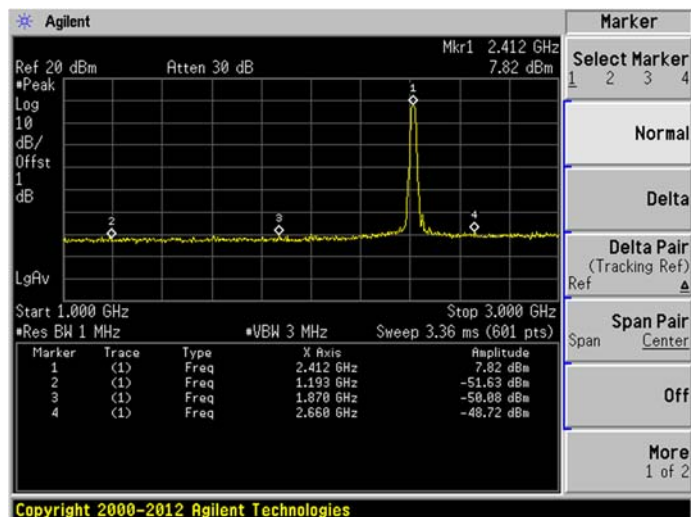 Agilent
Marker
Mkr1 2.412 GHz
Ref 20 dBm Atten 30 dB 7.82 dBm
Peak
Log
10
dB/
Offst
1
dB
LgAv
1
2
3
4
Start 1.000 GHz Stop 3.000 GHz
Res BW 1 MHz VBW 3 MHz Sweep 3.36 ms (601 pts)
Marker Trace Type X Axis Amplitude
1 (1) Freq 2.412 GHz 7.82 dBm
2 (1) Freq 1.193 GHz -51.63 dBm
3 (1) Freq 1.870 GHz -50.08 dBm
4 (1) Freq 2.660 GHz -48.72 dBm
Select Marker
1 2 3 4
Normal
Delta
Delta Pair
(Tracking Ref)
Ref Δ
Span Pair
Span Center
Off
More
1 of 2
Copyright 2000-2012 Agilent Technologies